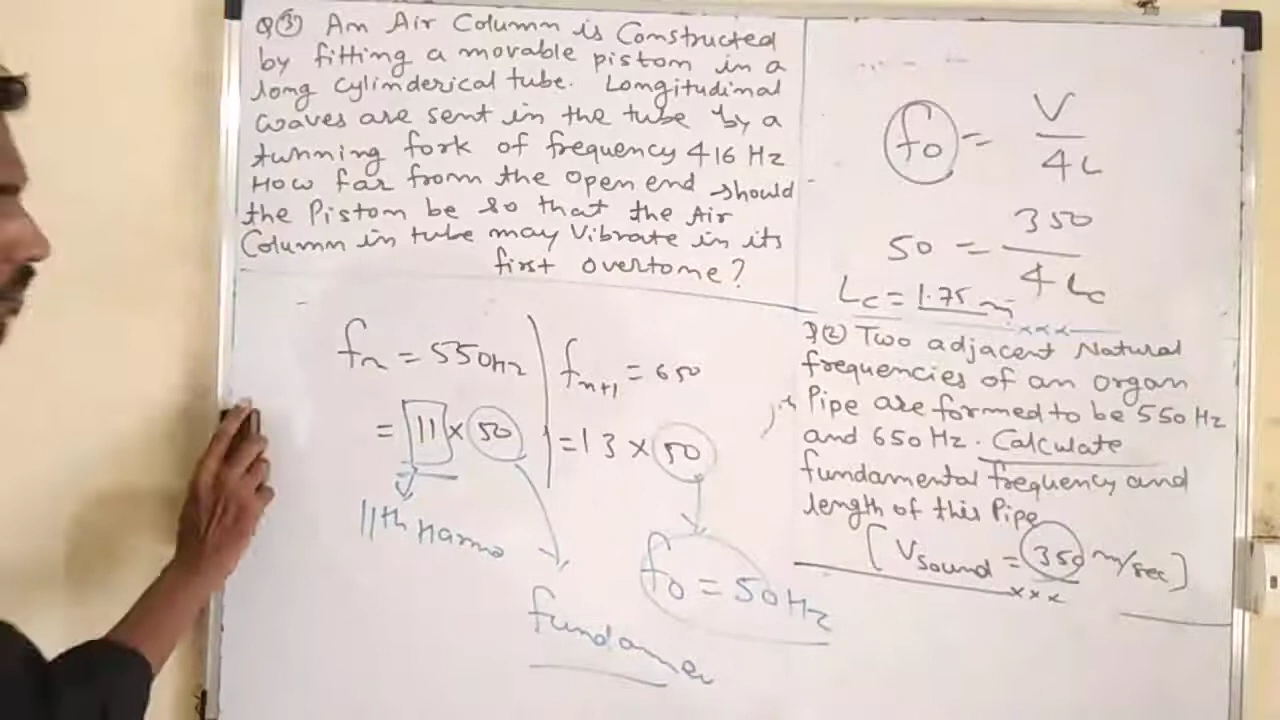 Q③ An Air Column is Constructed
by fitting a movable piston in a
long cylinderical tube. Longitudinal
waves are sent in the tube by a
tunning fork of frequency 416 Hz
How far from the open end should
the Piston be so that the Air
Column in tube may Vibrate in its
first overtone?
f₀ = V / 4L
50 = 350 / 4Lc
Lc = 1.75 m
xxx
fn = 550Hz
= 11 × 50
11th Harmo
fundamen
fn+1 = 650
= 13 × 50
f₀ = 50Hz
Q② Two adjacent Natural
frequencies of an organ
Pipe are formed to be 550 Hz
and 650 Hz. Calculate
fundamental frequency and
length of this Pipe
[Vsound = 350 m/sec]
xxx